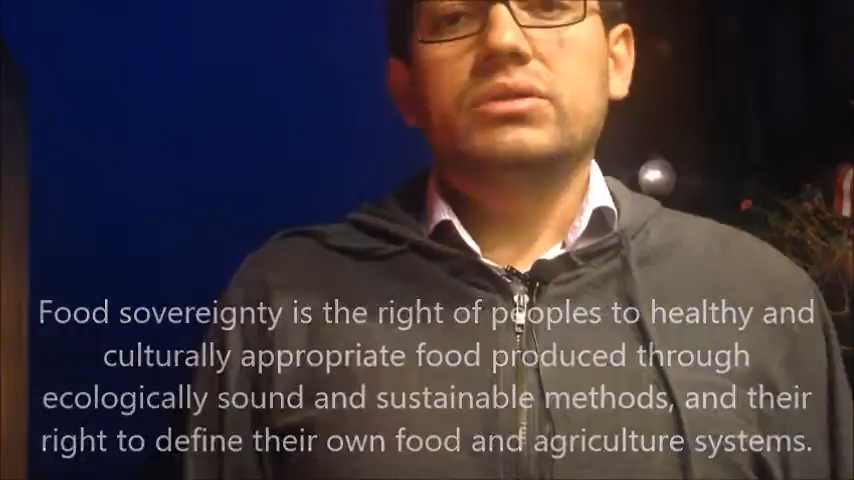 Food sovereignty is the right of peoples to healthy and
culturally appropriate food produced through
ecologically sound and sustainable methods, and their
right to define their own food and agriculture systems.